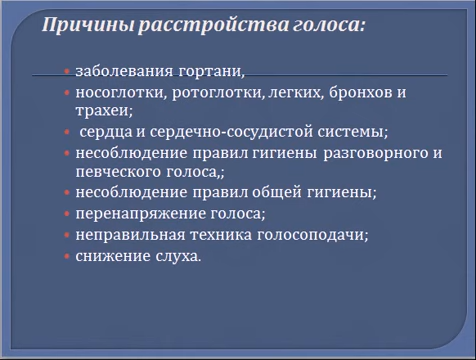 Причины расстройства голоса:
• заболевания гортани,
• носоглотки, ротоглотки, легких, бронхов и
трахеи;
• сердца и сердечно-сосудистой системы;
• несоблюдение правил гигиены разговорного и
певческого голоса,;
• несоблюдение правил общей гигиены;
• перенапряжение голоса;
• неправильная техника голосоподачи;
• снижение слуха.